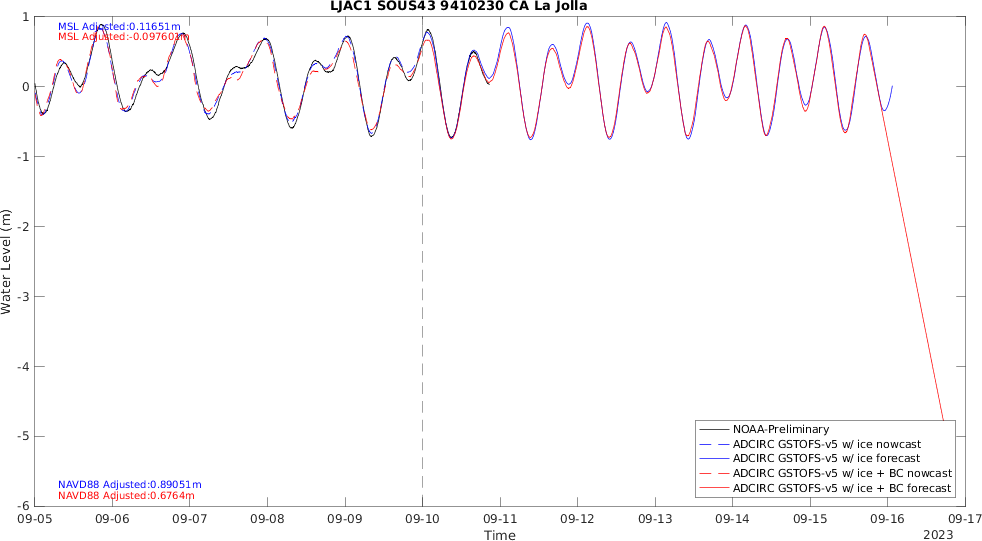 LJAC1 SOUS43 9410230 CA La Jolla
MSL Adjusted:0.11651m
MSL Adjusted:-0.097603m
1
0
-1
-2
-3
-4
-5
-6
Water Level (m)
NOAA-Preliminary
ADCIRC GSTOFS-v5 w/ ice nowcast
ADCIRC GSTOFS-v5 w/ ice forecast
ADCIRC GSTOFS-v5 w/ ice + BC nowcast
ADCIRC GSTOFS-v5 w/ ice + BC forecast
NAVD88 Adjusted:0.89051m
NAVD88 Adjusted:0.6764m
09-05 09-06 09-07 09-08 09-09 09-10 09-11 09-12 09-13 09-14 09-15 09-16 09-17
Time
2023